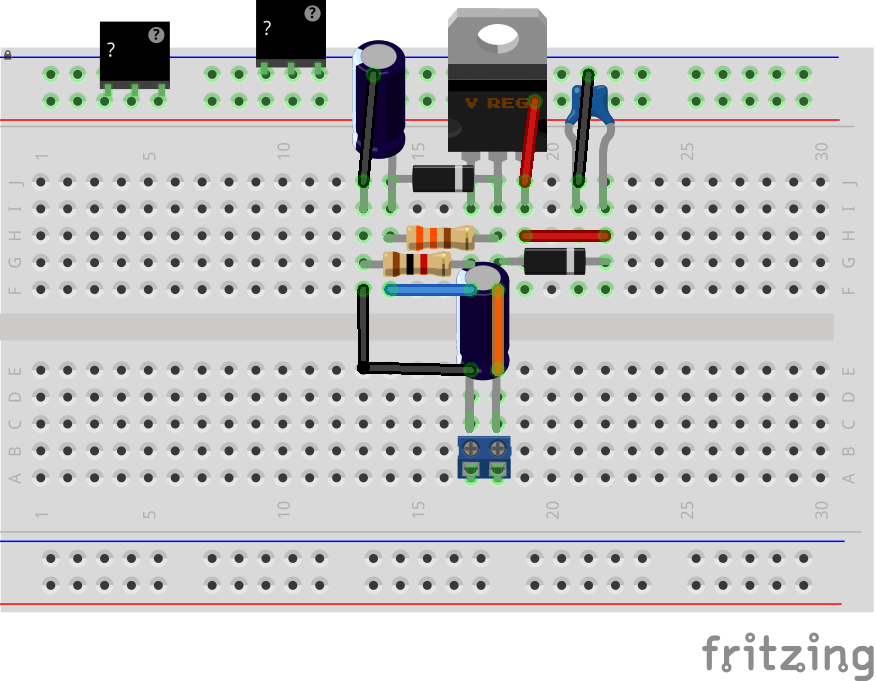 ?
?
?
?
V REG
1 5 10 15 20 25 30
J J
I I
H H
G G
F F
E E
D D
C C
B B
A A
1 5 10 15 20 25 30
fritzing